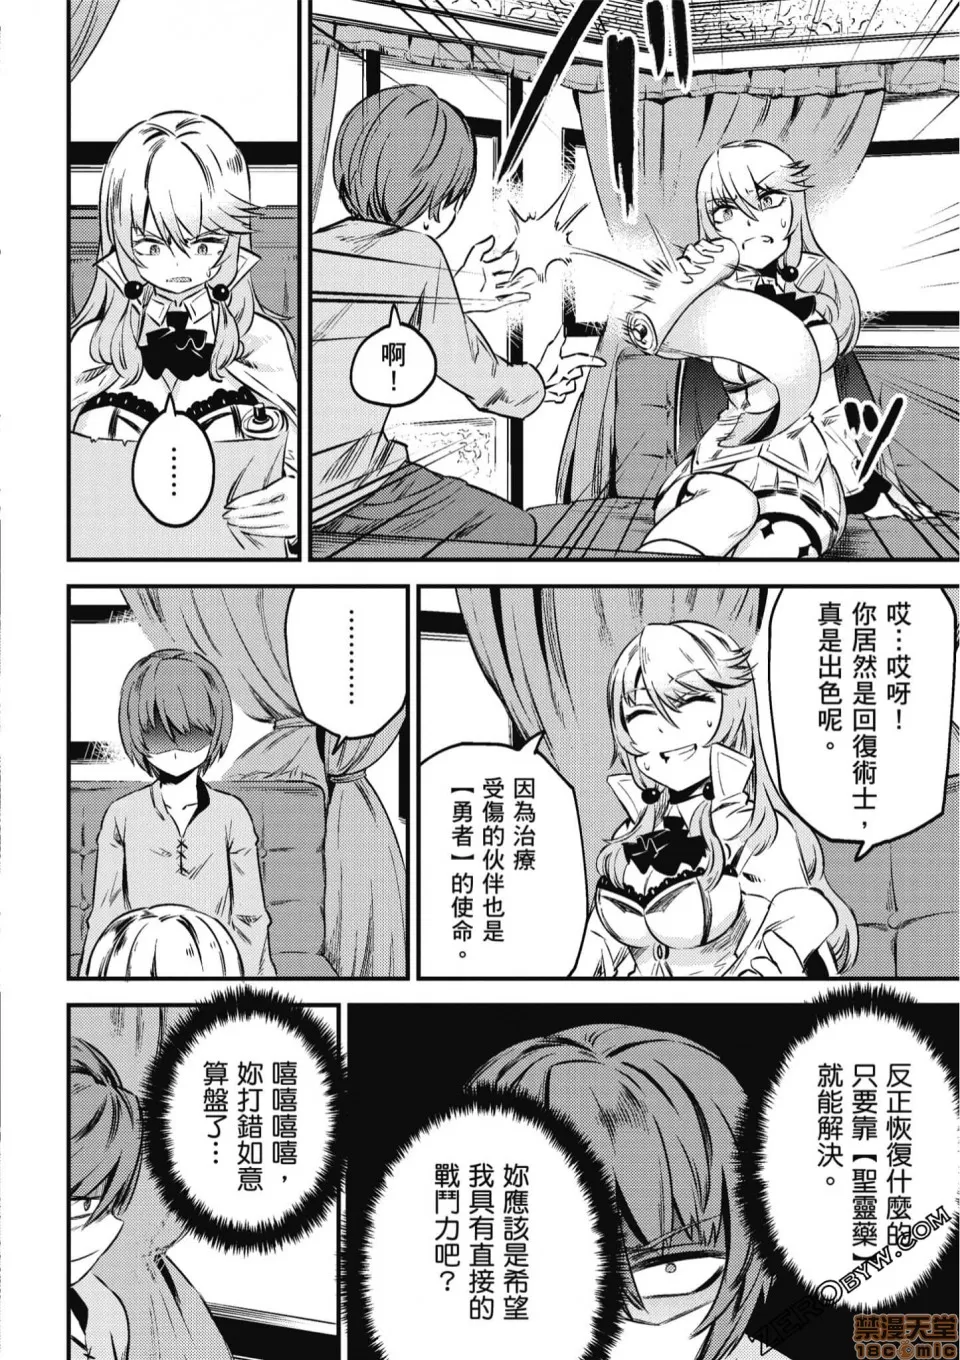 啊！
……
哎…哎呀！
你居然是回復術士，
真是出色呢。
因為治療
受傷的伙伴也是
【勇者】的使命。
………
反正恢復什麼的
只要靠【聖靈藥】
就能解決。
妳應該是希望
我具有直接的
戰鬥力吧？
嘻嘻嘻嘻，
妳打錯如意
算盤了…
ZEROBYW.COM
禁漫天堂
18comic